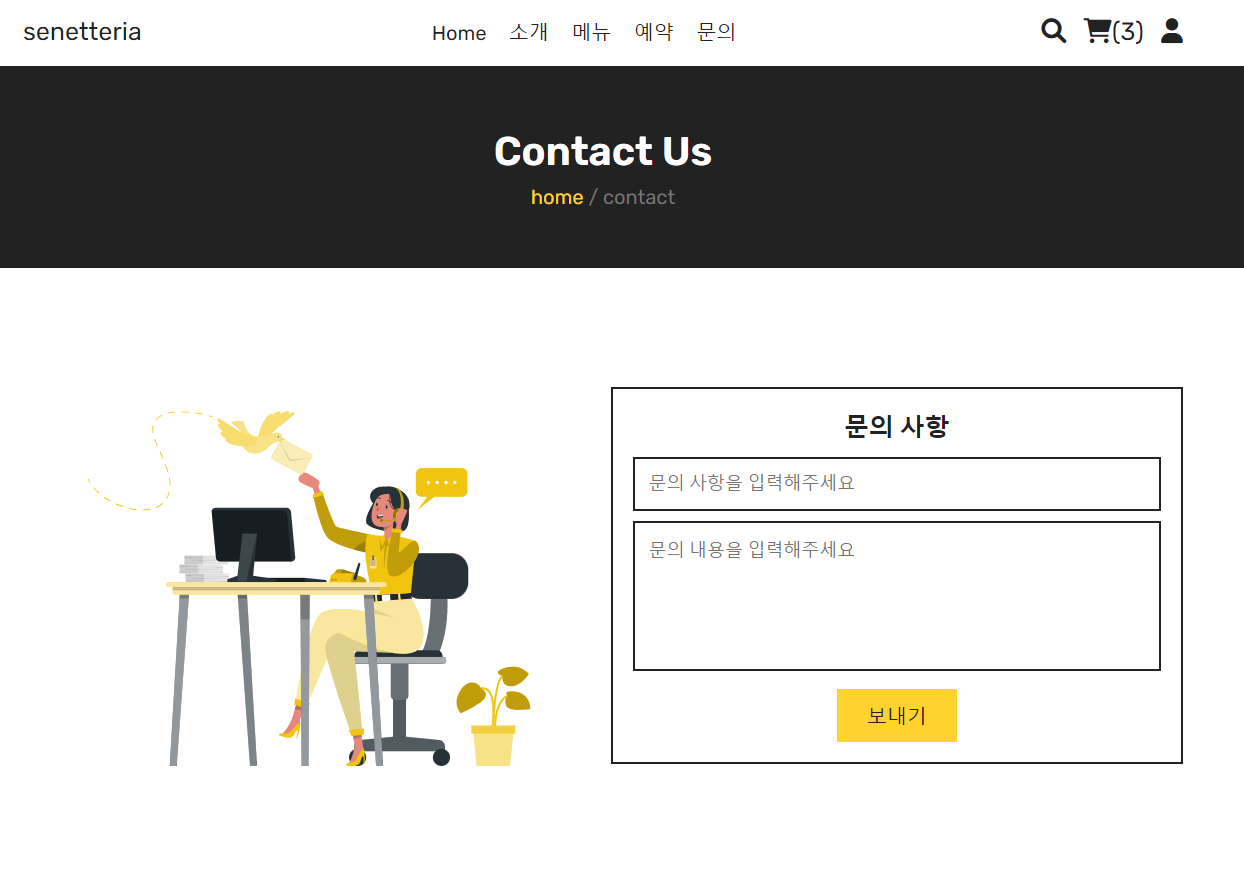 senetteria Home 소개 메뉴 예약 문의 (3)
Contact Us
home / contact
문의 사항
문의 사항을 입력해주세요
문의 내용을 입력해주세요
보내기